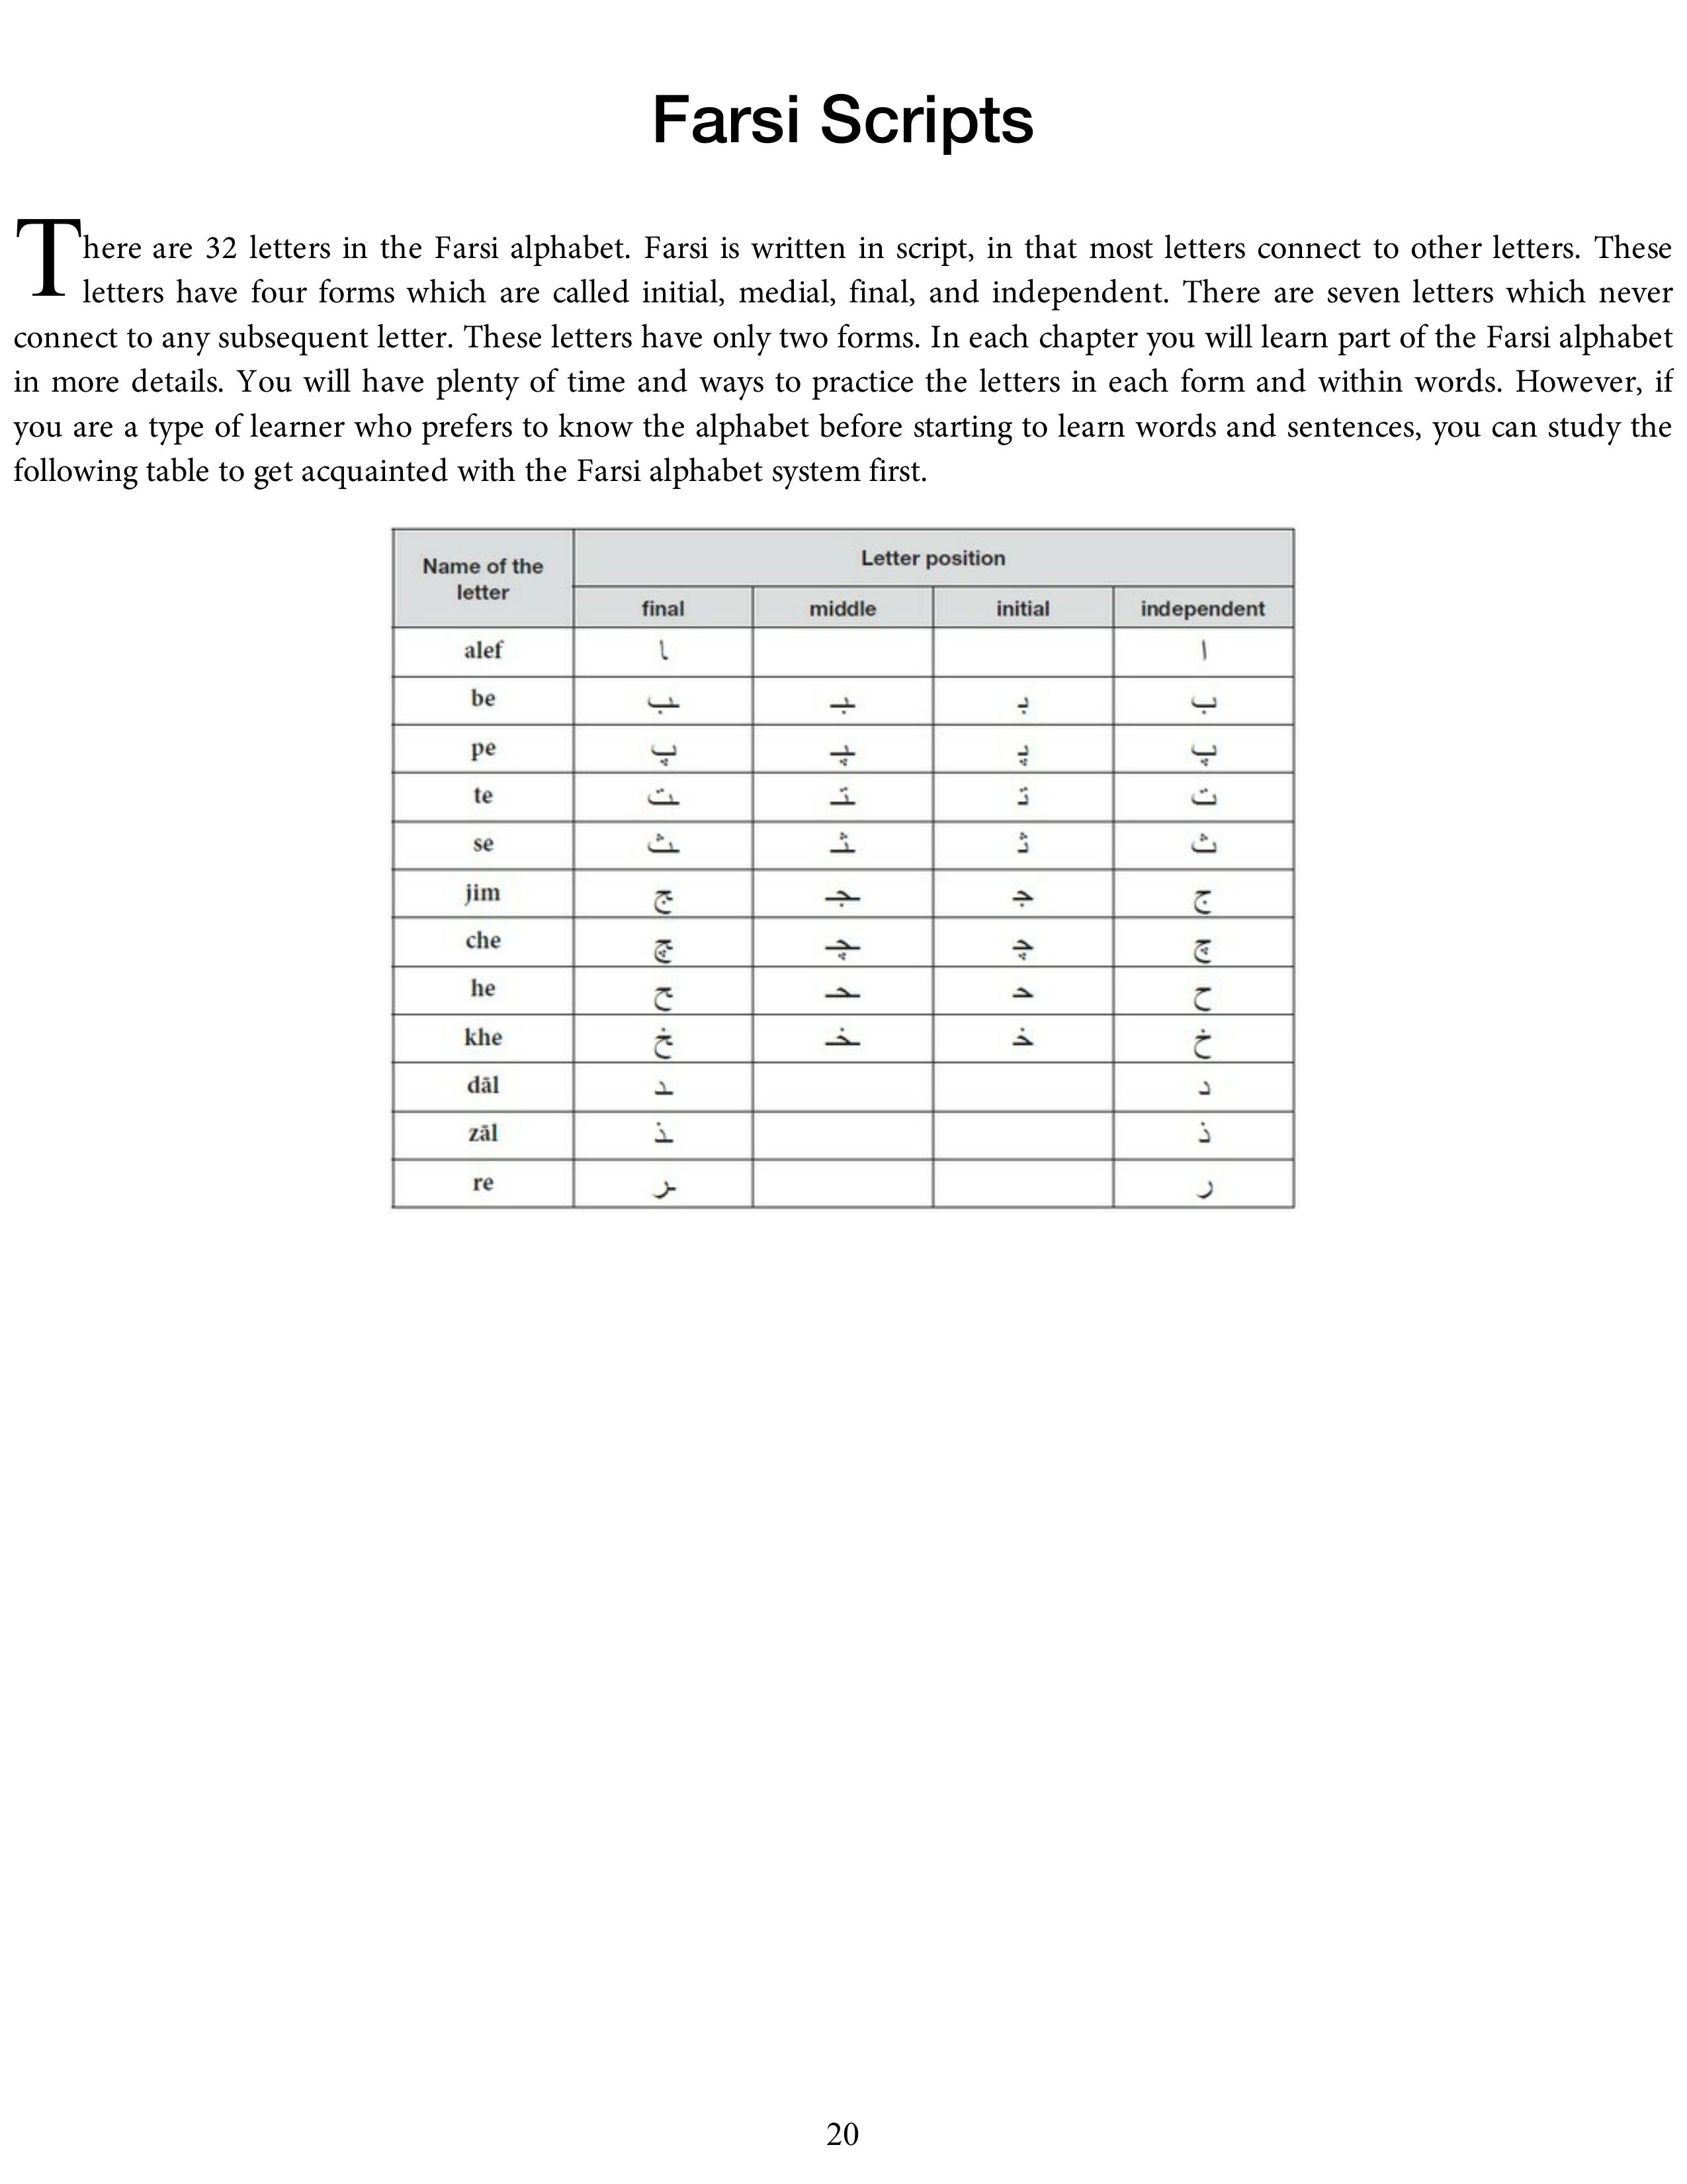 Farsi Scripts
There are 32 letters in the Farsi alphabet. Farsi is written in script, in that most letters connect to other letters. These
letters have four forms which are called initial, medial, final, and independent. There are seven letters which never
connect to any subsequent letter. These letters have only two forms. In each chapter you will learn part of the Farsi alphabet
in more details. You will have plenty of time and ways to practice the letters in each form and within words. However, if
you are a type of learner who prefers to know the alphabet before starting to learn words and sentences, you can study the
following table to get acquainted with the Farsi alphabet system first.
Name of the
letter
Letter position
final middle initial independent
alef ـا ا
be ـب ـبـ بـ ب
pe پ ـپـ پـ پ
te ـت ـتـ تـ ت
se ـث ـثـ ثـ ث
jim ـج ـجـ جـ ج
che ـچ ـچـ چـ چ
he ـح ـحـ حـ ح
khe ـخ ـخـ خـ خ
dāl ـد د
zāl ـذ ذ
re ـر ر
20